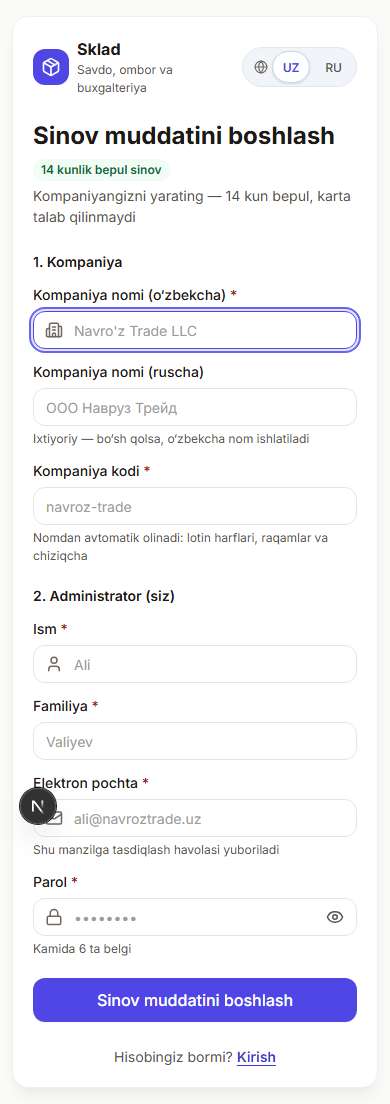 Sklad
Savdo, ombor va
buxgalteriya
UZ
RU
Sinov muddatini boshlash
14 kunlik bepul sinov
Kompaniyangizni yarating — 14 kun bepul, karta
talab qilinmaydi
1. Kompaniya
Kompaniya nomi (o‘zbekcha) *
Navro'z Trade LLC
Kompaniya nomi (ruscha)
ООО Навруз Трейд
Ixtiyoriy — bo‘sh qolsa, o‘zbekcha nom ishlatiladi
Kompaniya kodi *
navroz-trade
Nomdan avtomatik olinadi: lotin harflari, raqamlar va
chiziqcha
2. Administrator (siz)
Ism *
Ali
Familiya *
Valiyev
Elektron pochta *
N
ali@navroztrade.uz
Shu manzilga tasdiqlash havolasi yuboriladi
Parol *
••••••••
Kamida 6 ta belgi
Sinov muddatini boshlash
Hisobingiz bormi? Kirish